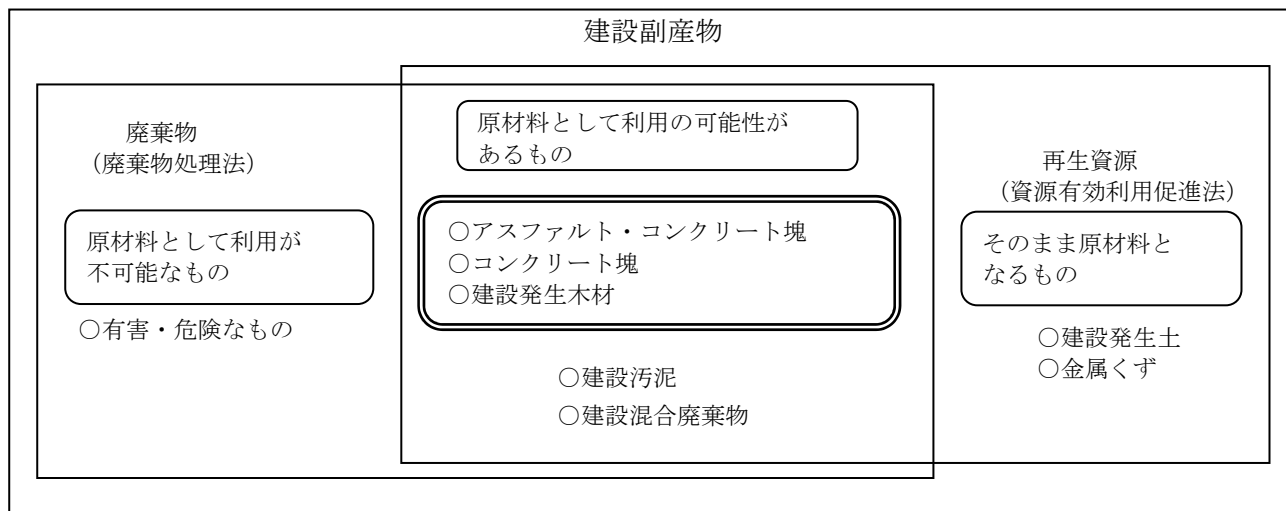 建設副産物
廃棄物
（廃棄物処理法）
原材料として利用が
不可能なもの
○有害・危険なもの
原材料として利用の可能性が
あるもの
○アスファルト・コンクリート塊
○コンクリート塊
○建設発生木材
○建設汚泥
○建設混合廃棄物
再生資源
（資源有効利用促進法）
そのまま原材料と
なるもの
○建設発生土
○金属くず